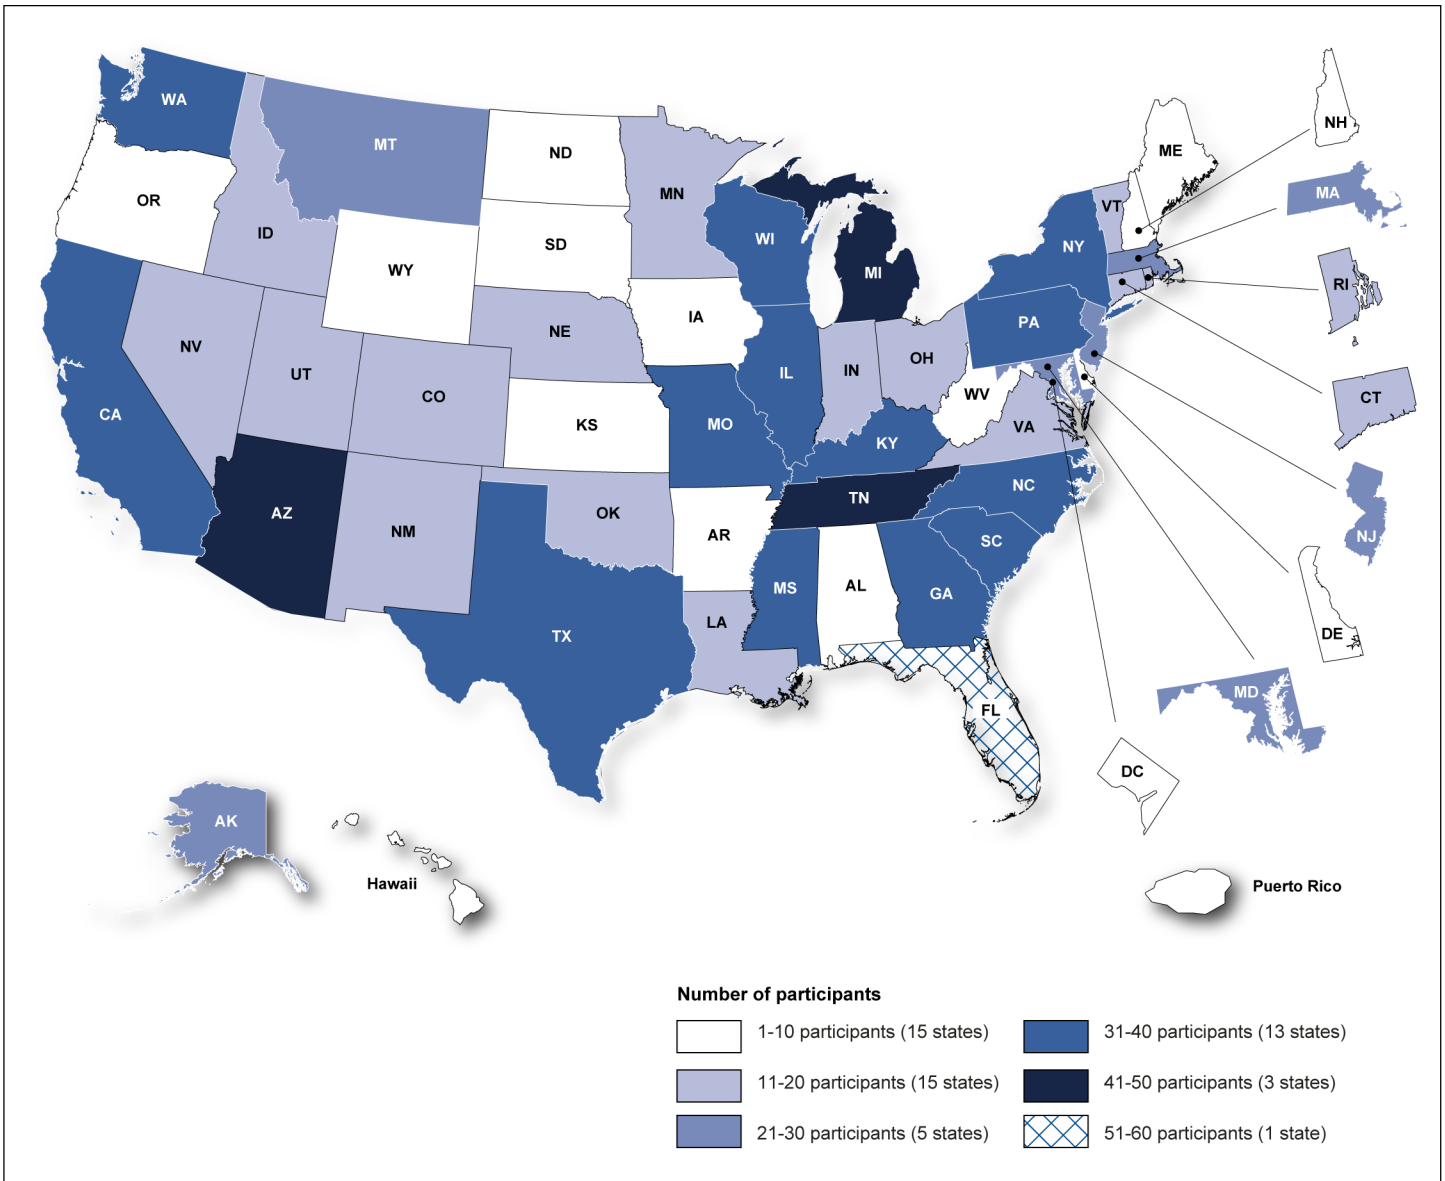 WA
MT
ND
MN
OR
ID
SD
WY
WI
MI
NY
VT
ME
NH
MA
RI
IA
NE
PA
NV
UT
CO
IL
IN
OH
CT
CA
KS
MO
WV
VA
KY
AZ
NM
OK
TN
NC
NJ
AR
SC
TX
MS
AL
GA
LA
DE
FL
MD
DC
AK
Hawaii
Puerto Rico
Number of participants
1-10 participants (15 states)
31-40 participants (13 states)
11-20 participants (15 states)
41-50 participants (3 states)
21-30 participants (5 states)
51-60 participants (1 state)